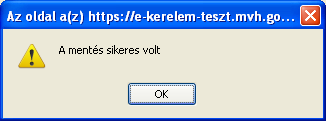 Az oldal a(z) https://e-kerelem-teszt.mvh.go...
A mentés sikeres volt
OK